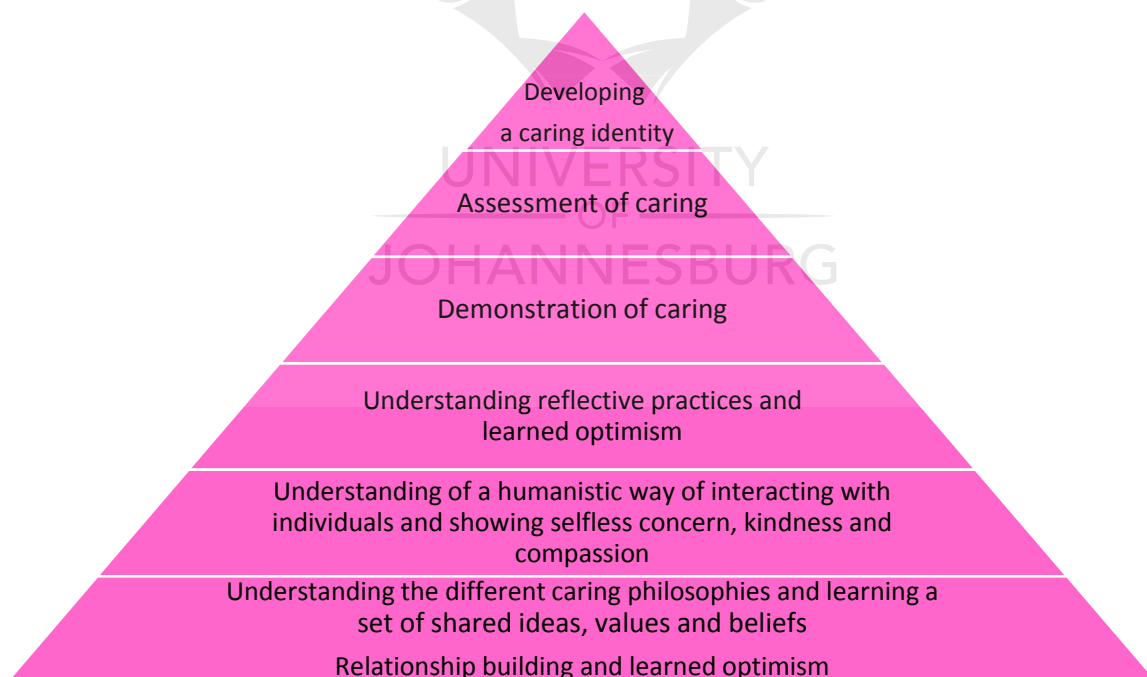 Developing
a caring identity
UNIVERSITY
Assessment of caring
OF
JOHANNESBURG
Demonstration of caring
Understanding reflective practices and
learned optimism
Understanding of a humanistic way of interacting with
individuals and showing selfless concern, kindness and
compassion
Understanding the different caring philosophies and learning a
set of shared ideas, values and beliefs
Relationship building and learned optimism